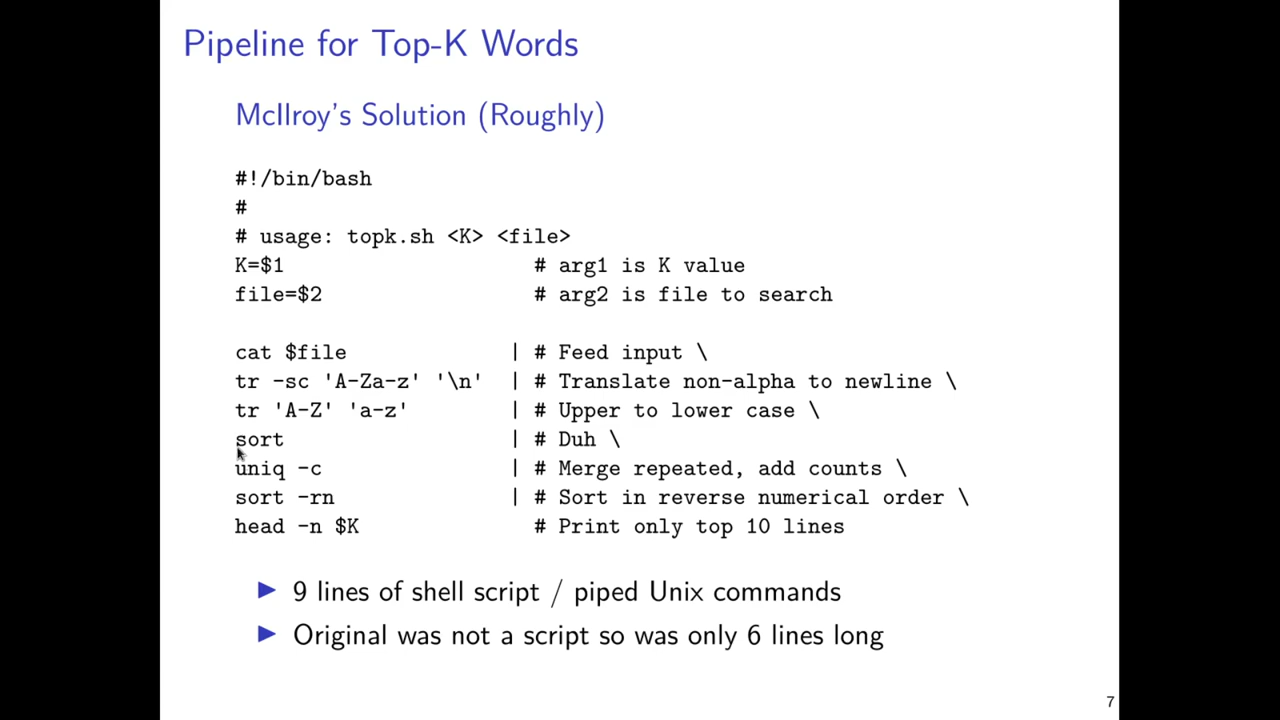 Pipeline for Top-K Words
McIlroy's Solution (Roughly)
#!/bin/bash
#
# usage: topk.sh <K> <file>
K=$1 # arg1 is K value
file=$2 # arg2 is file to search
cat $file | # Feed input \
tr -sc 'A-Za-z' '\n' | # Translate non-alpha to newline \
tr 'A-Z' 'a-z' | # Upper to lower case \
sort | # Duh \
uniq -c | # Merge repeated, add counts \
sort -rn | # Sort in reverse numerical order \
head -n $K # Print only top 10 lines
▶ 9 lines of shell script / piped Unix commands
▶ Original was not a script so was only 6 lines long
7